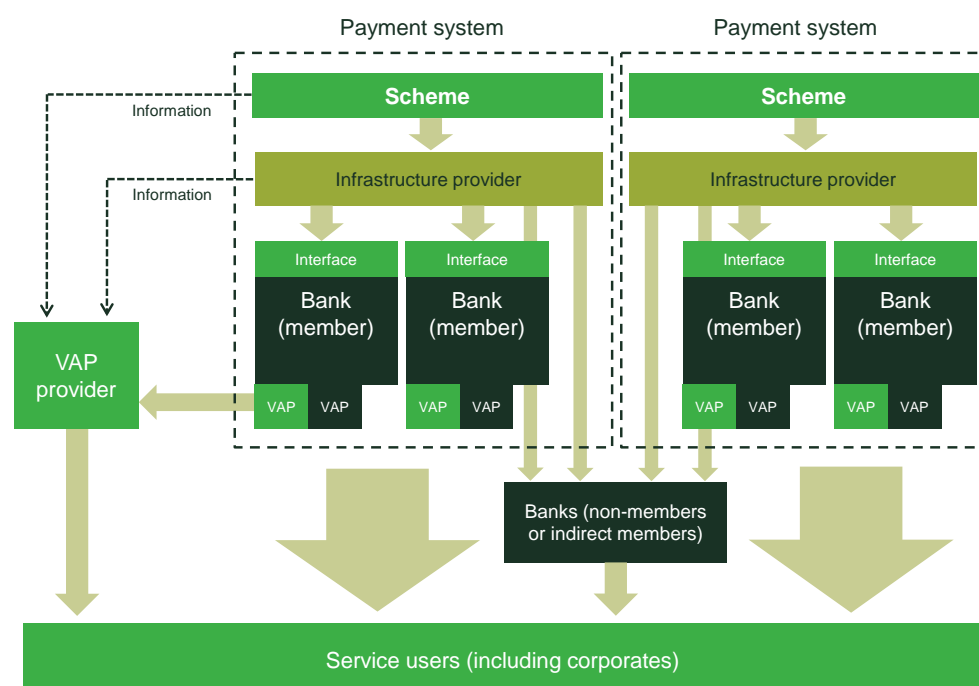 Payment system
Payment system
Scheme
Scheme
Information
Infrastructure provider
Infrastructure provider
Information
Interface
Interface
Interface
Interface
Bank
(member)
Bank
(member)
Bank
(member)
Bank
(member)
VAP
provider
VAP
VAP
VAP
VAP
VAP
VAP
VAP
VAP
Banks (non-members
or indirect members)
Service users (including corporates)